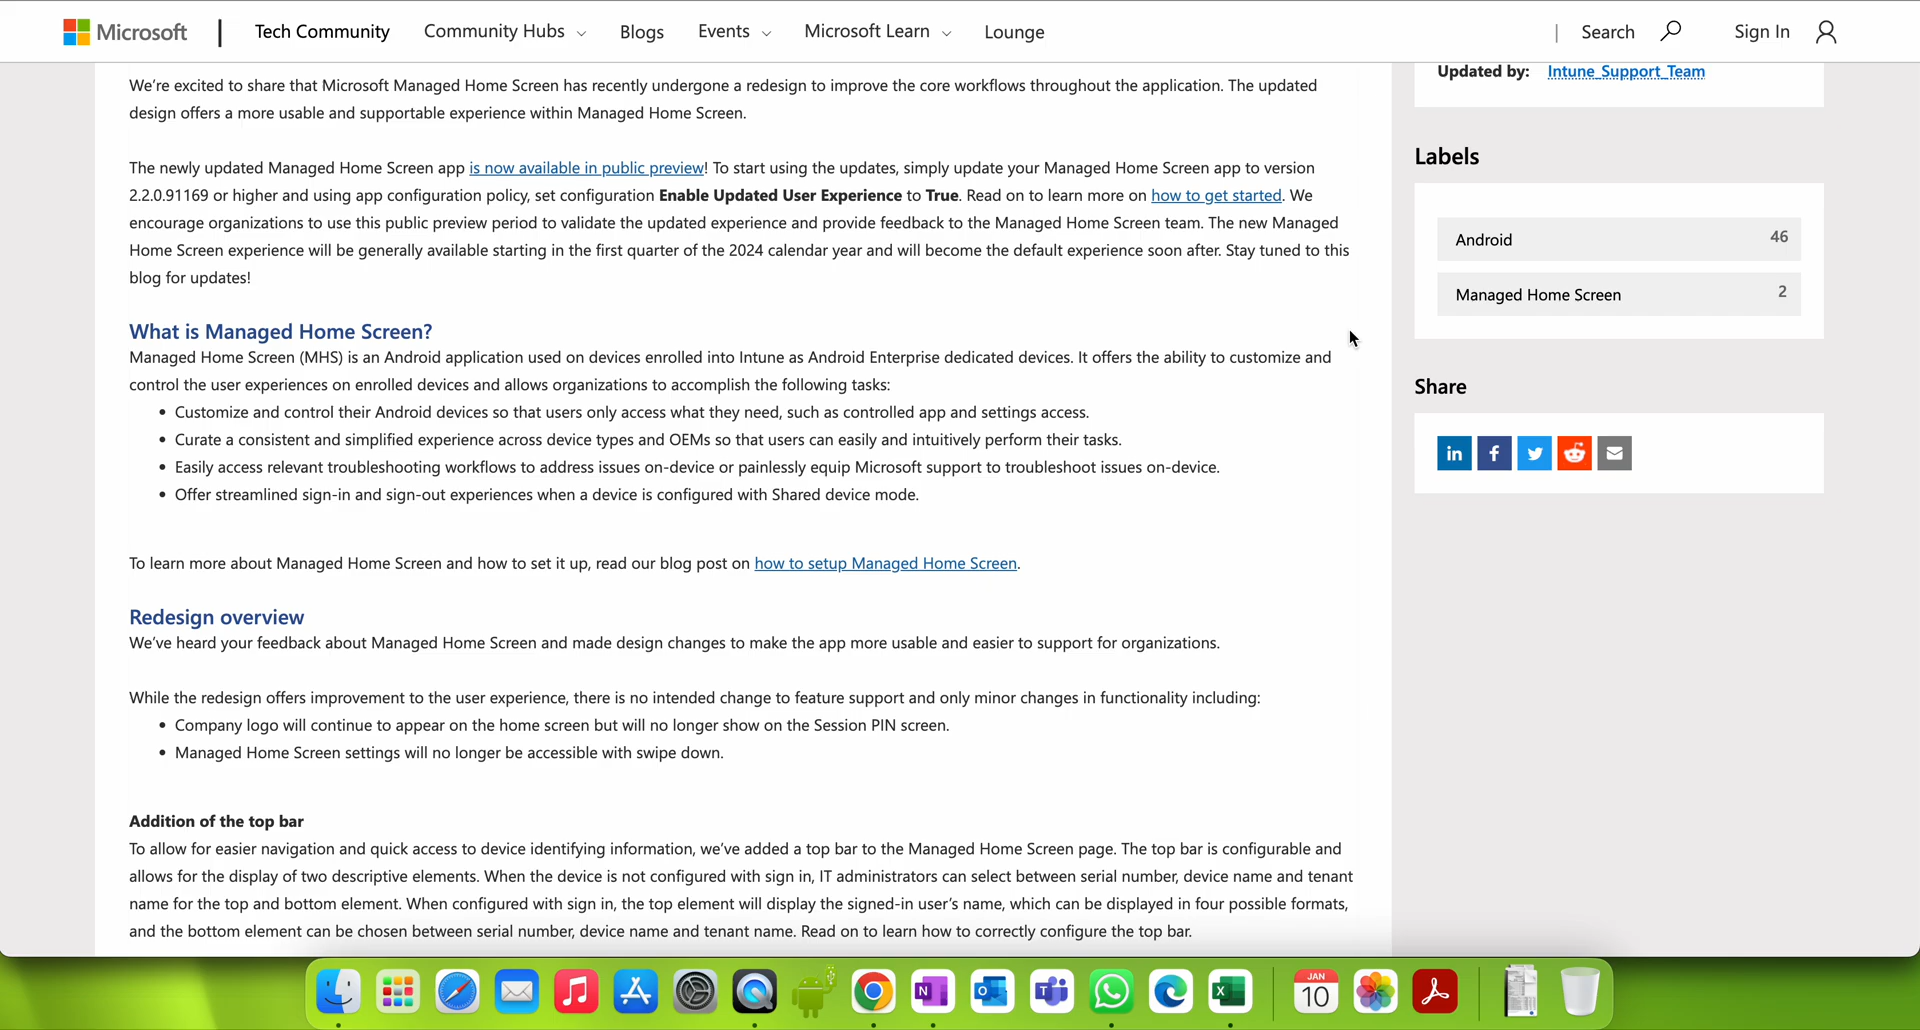 Microsoft | Tech Community Community Hubs Blogs Events Microsoft Learn Lounge | Search Sign In
We're excited to share that Microsoft Managed Home Screen has recently undergone a redesign to improve the core workflows throughout the application. The updated
design offers a more usable and supportable experience within Managed Home Screen.
The newly updated Managed Home Screen app is now available in public preview! To start using the updates, simply update your Managed Home Screen app to version
2.2.0.91169 or higher and using app configuration policy, set configuration Enable Updated User Experience to True. Read on to learn more on how to get started. We
encourage organizations to use this public preview period to validate the updated experience and provide feedback to the Managed Home Screen team. The new Managed
Home Screen experience will be generally available starting in the first quarter of the 2024 calendar year and will become the default experience soon after. Stay tuned to this
blog for updates!
What is Managed Home Screen?
Managed Home Screen (MHS) is an Android application used on devices enrolled into Intune as Android Enterprise dedicated devices. It offers the ability to customize and
control the user experiences on enrolled devices and allows organizations to accomplish the following tasks:
• Customize and control their Android devices so that users only access what they need, such as controlled app and settings access.
• Curate a consistent and simplified experience across device types and OEMs so that users can easily and intuitively perform their tasks.
• Easily access relevant troubleshooting workflows to address issues on-device or painlessly equip Microsoft support to troubleshoot issues on-device.
• Offer streamlined sign-in and sign-out experiences when a device is configured with Shared device mode.
To learn more about Managed Home Screen and how to set it up, read our blog post on how to setup Managed Home Screen.
Redesign overview
We've heard your feedback about Managed Home Screen and made design changes to make the app more usable and easier to support for organizations.
While the redesign offers improvement to the user experience, there is no intended change to feature support and only minor changes in functionality including:
• Company logo will continue to appear on the home screen but will no longer show on the Session PIN screen.
• Managed Home Screen settings will no longer be accessible with swipe down.
Addition of the top bar
To allow for easier navigation and quick access to device identifying information, we've added a top bar to the Managed Home Screen page. The top bar is configurable and
allows for the display of two descriptive elements. When the device is not configured with sign in, IT administrators can select between serial number, device name and tenant
name for the top and bottom element. When configured with sign in, the top element will display the signed-in user's name, which can be displayed in four possible formats,
and the bottom element can be chosen between serial number, device name and tenant name. Read on to learn how to correctly configure the top bar.
Updated by: Intune_Support_Team
Labels
Android 46
Managed Home Screen 2
Share
in f
JAN
10